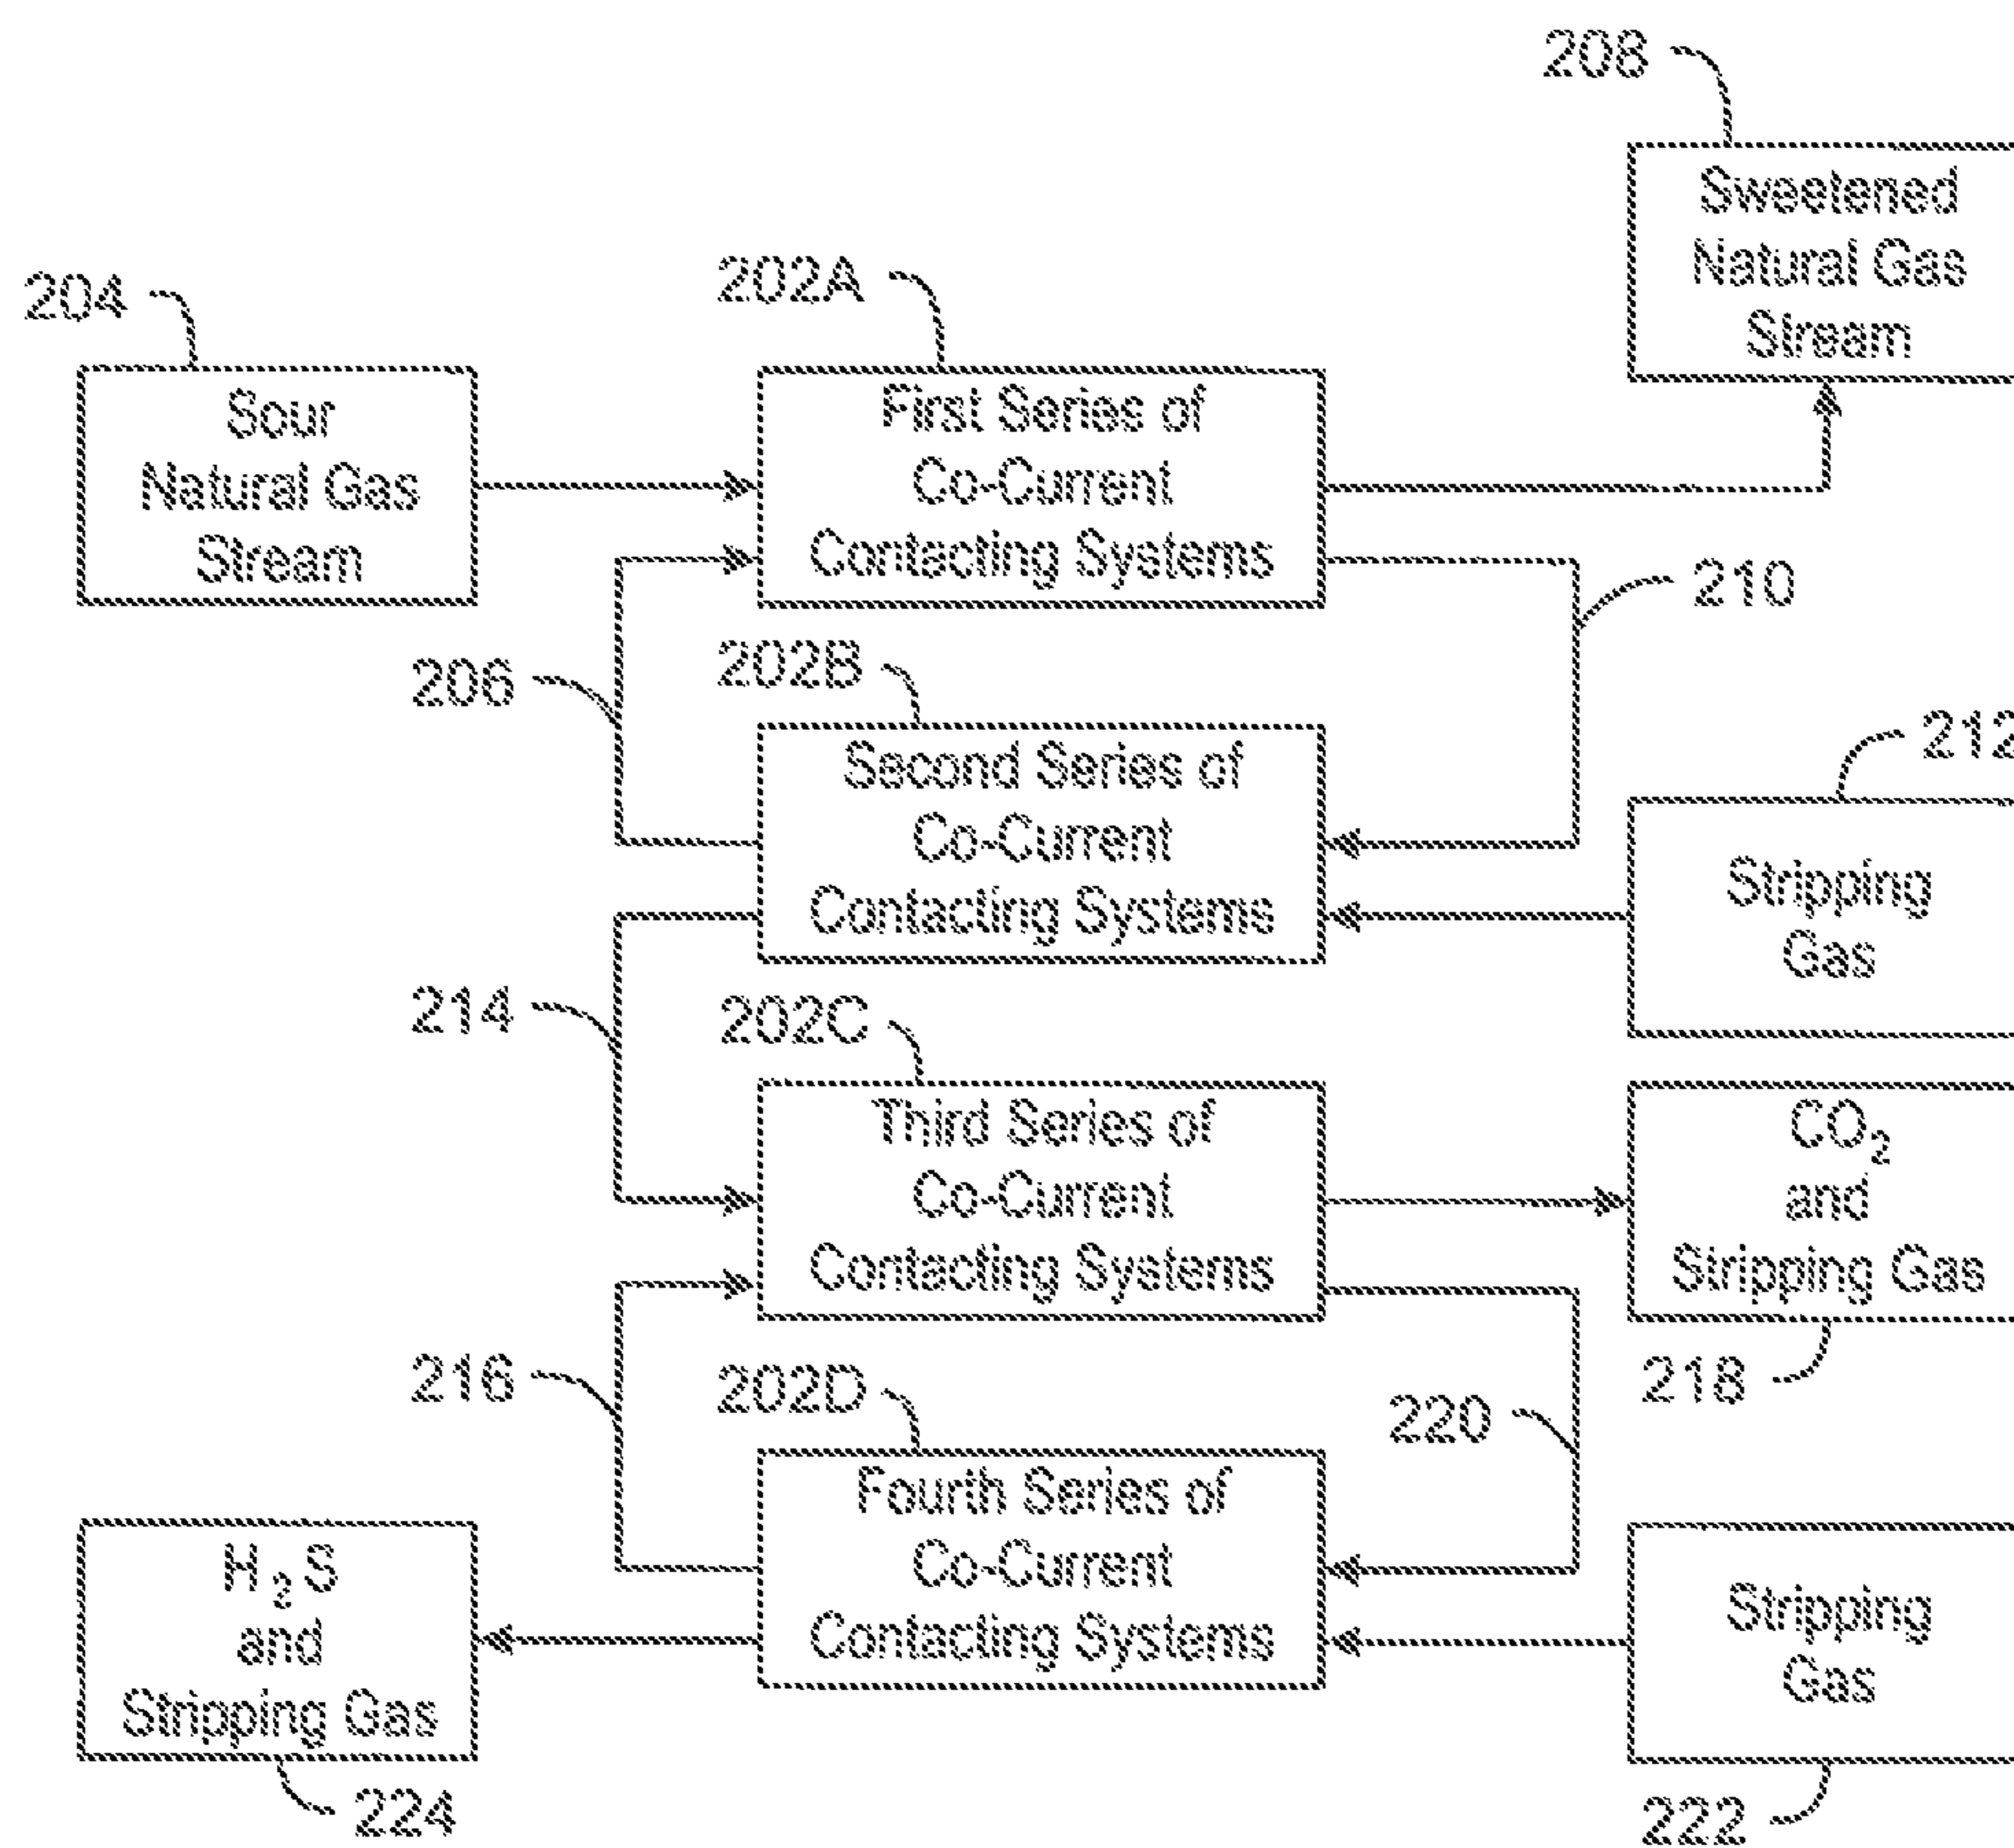 208
Sweetened
Natural Gas
Stream
204
202A
Sour
Natural Gas
Stream
First Series of
Co-Current
Contacting Systems
210
206
202B
212
Second Series of
Co-Current
Contacting Systems
Stripping
Gas
214
202C
Third Series of
Co-Current
Contacting Systems
CO₂
and
Stripping Gas
216
202D
220
218
H₂S
and
Stripping Gas
Fourth Series of
Co-Current
Contacting Systems
Stripping
Gas
224
222